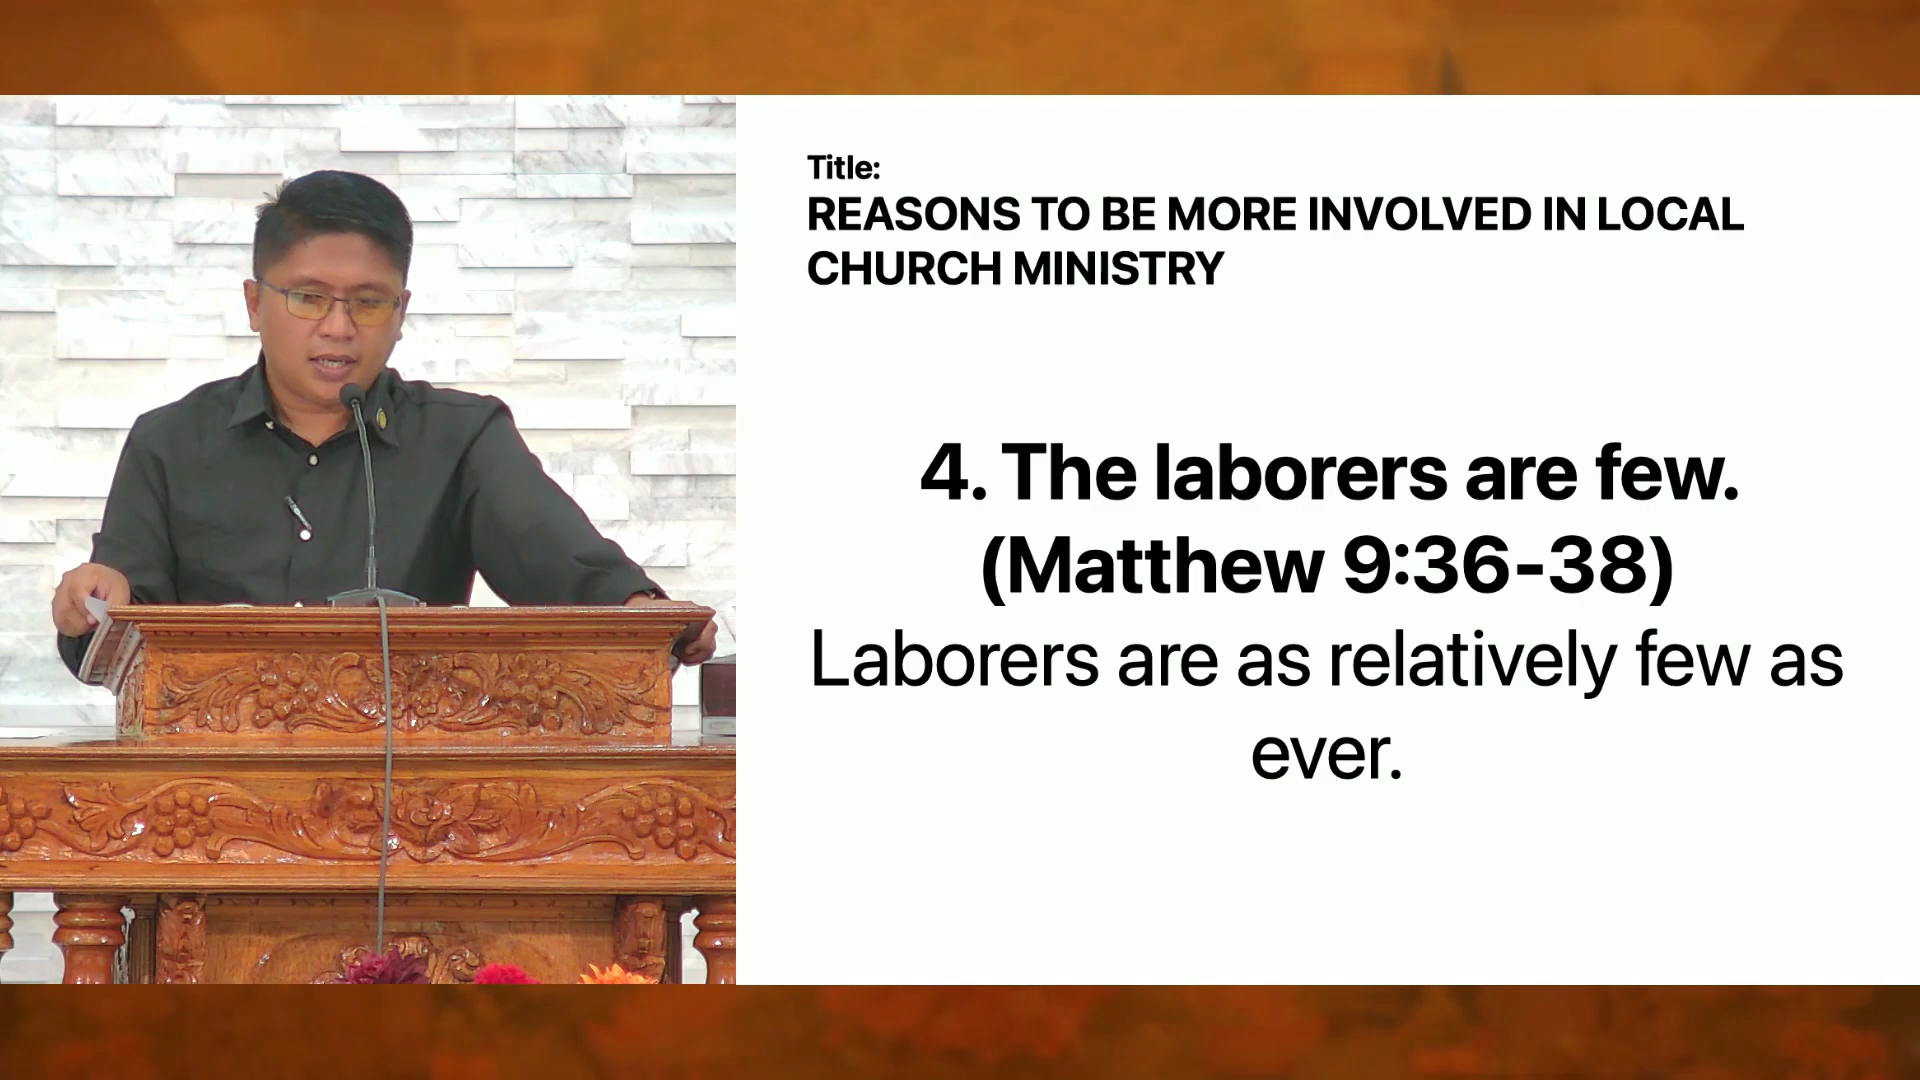 Title:
REASONS TO BE MORE INVOLVED IN LOCAL
CHURCH MINISTRY
4. The laborers are few.
(Matthew 9:36-38)
Laborers are as relatively few as
ever.